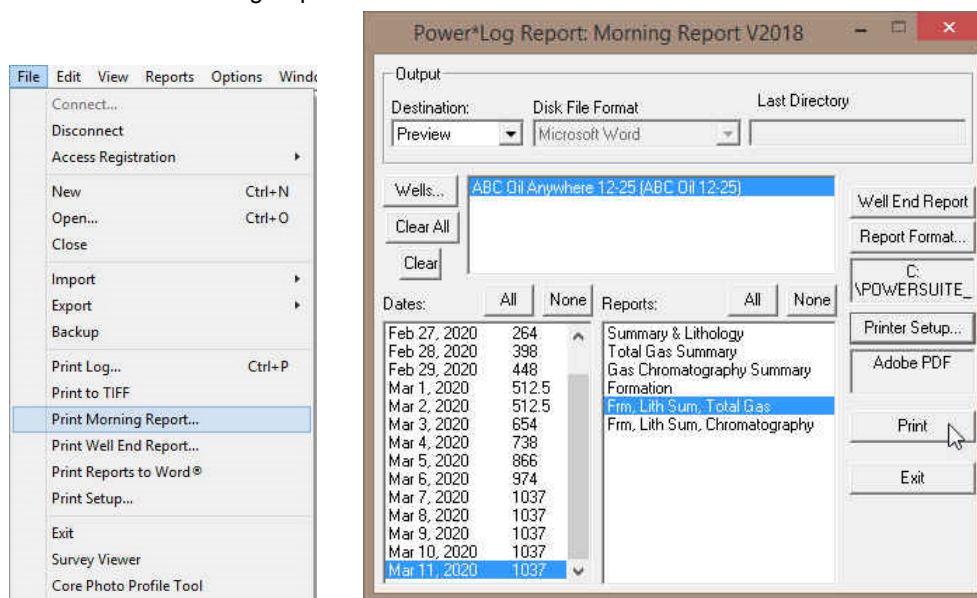 File Edit View Reports Options
Connect...
Disconnect
Access Registration
New Ctrl+N
Open... Ctrl+O
Close
Import
Export
Backup
Print Log... Ctrl+P
Print to TIFF
Print Morning Report...
Print Well End Report...
Print Reports to Word®
Print Setup...
Exit
Survey Viewer
Core Photo Profile Tool
Power*Log Report: Morning Report V2018
Output
Destination: Disk File Format Last Directory
Preview Microsoft Word
Wells... ABC Oil Anywhere 12-25 (ABC Oil 12-25)
Clear All
Clear
Well End Report
Report Format...
C:
\POWERSUITE_
Printer Setup...
Adobe PDF
Print
Exit
Dates: All None
Feb 27, 2020 264
Feb 28, 2020 398
Feb 29, 2020 448
Mar 1, 2020 512.5
Mar 2, 2020 512.5
Mar 3, 2020 654
Mar 4, 2020 738
Mar 5, 2020 866
Mar 6, 2020 974
Mar 7, 2020 1037
Mar 8, 2020 1037
Mar 9, 2020 1037
Mar 10, 2020 1037
Mar 11, 2020 1037
Reports: All None
Summary & Lithology
Total Gas Summary
Gas Chromatography Summary
Formation
Frm, Lith Sum, Total Gas
Frm, Lith Sum, Chromatography